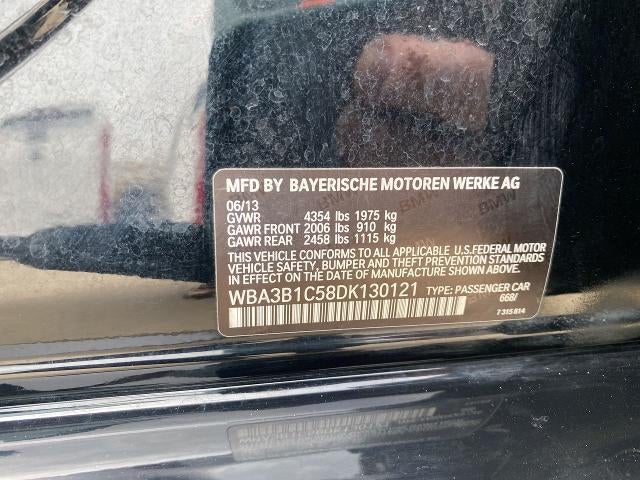 MFD BY BAYERISCHE MOTOREN WERKE AG
06/13
GVWR 4354 lbs 1975 kg
GAWR FRONT 2006 lbs 910 kg
GAWR REAR 2458 lbs 1115 kg
THIS VEHICLE CONFORMS TO ALL APPLICABLE U.S.FEDERAL MOTOR
VEHICLE SAFETY, BUMPER AND THEFT PREVENTION STANDARDS
IN EFFECT ON THE DATE OF MANUFACTURE SHOWN ABOVE.
WBA3B1C58DK130121 TYPE: PASSENGER CAR
668/
7 315 814